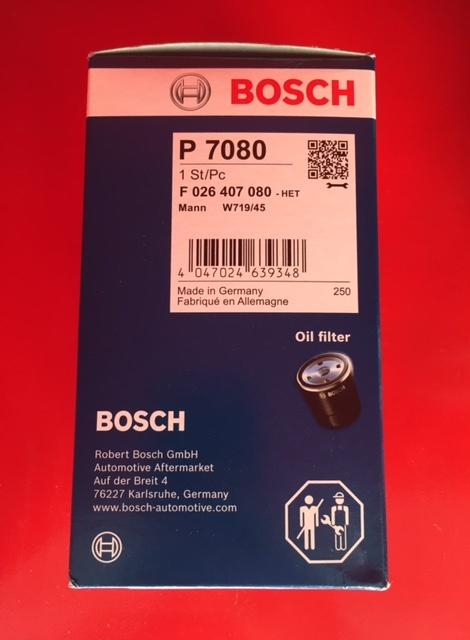 BOSCH
P 7080
1 St/Pc
F 026 407 080 - HET
Mann W719/45
4 047024 639348
Made in Germany 250
Fabriqué en Allemagne
Oil filter
BOSCH
BOSCH
Robert Bosch GmbH
Automotive Aftermarket
Auf der Breit 4
76227 Karlsruhe, Germany
www.bosch-automotive.com